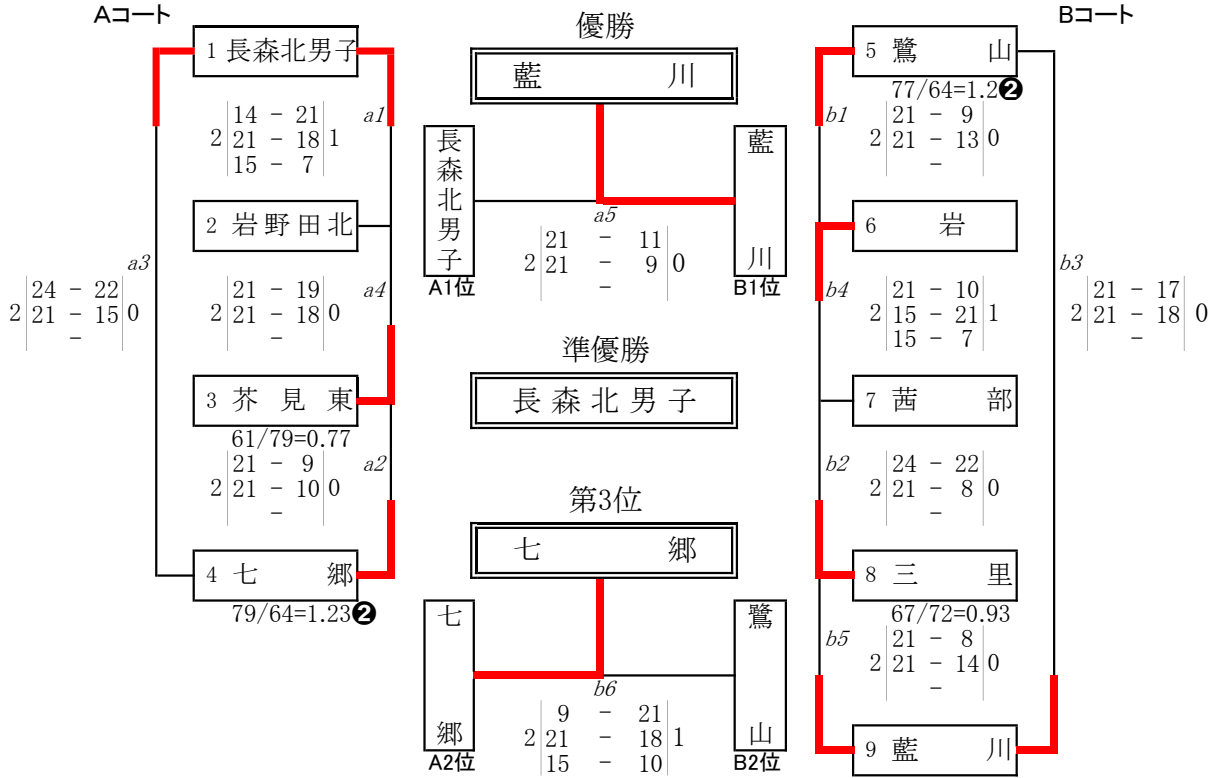 Aコート
1 長森北男子
a1
14 - 21
2 21 - 18 1
15 - 7
2 岩野田北
a3
24 - 22
2 21 - 15 0
-
a4
21 - 19
2 21 - 18 0
-
3 芥見東
61/79=0.77
a2
21 - 9
2 21 - 10 0
-
4 七郷
79/64=1.23❷
優勝
藍川
長森北男子
A1位
藍川
B1位
a5
21 - 11
2 21 - 9 0
-
準優勝
長森北男子
第3位
七郷
七郷
A2位
鷺山
B2位
b6
9 - 21
2 21 - 18 1
15 - 10
Bコート
5 鷺山
77/64=1.2❷
b1
21 - 9
2 21 - 13 0
-
6 岩
b4
21 - 10
2 15 - 21 1
15 - 7
b3
21 - 17
2 21 - 18 0
-
7 茜部
b2
24 - 22
2 21 - 8 0
-
8 三里
67/72=0.93
b5
21 - 8
2 21 - 14 0
-
9 藍川